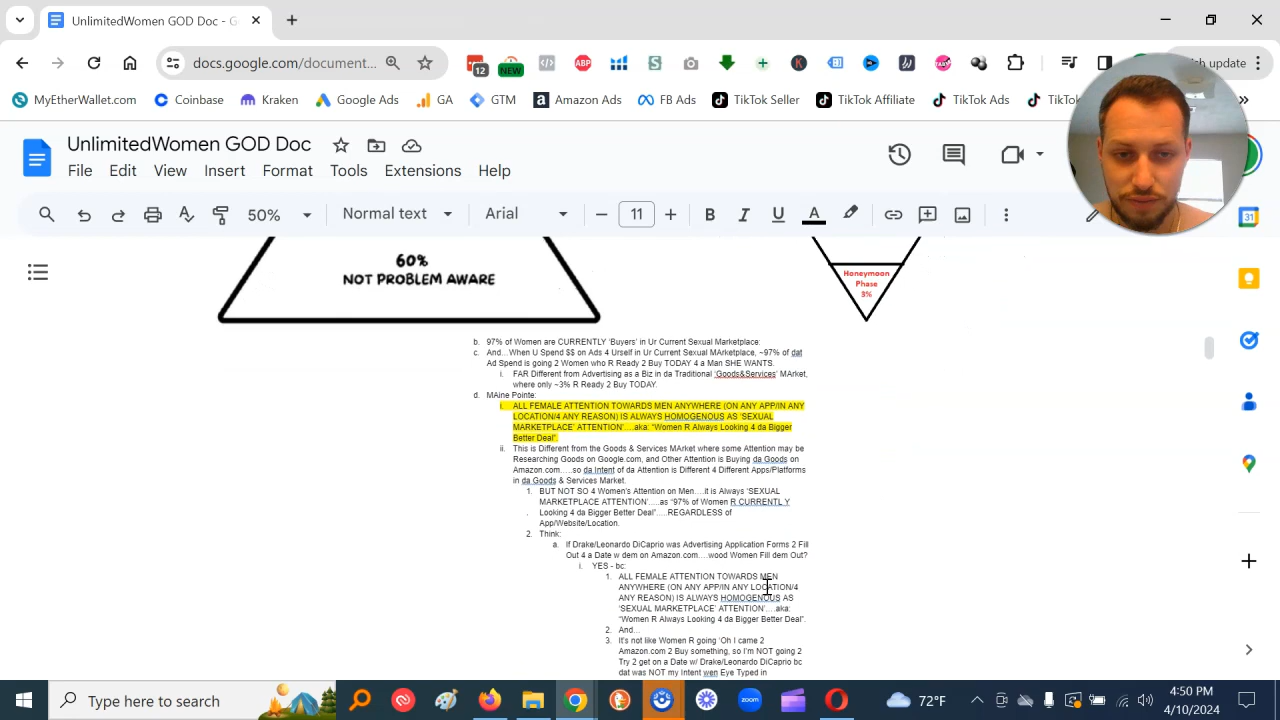 UnlimitedWomen GOD Doc - G
docs.google.com/document...
12
NEW
ABP
sh update
MyEtherWallet.com
Coinbase
Kraken
Google Ads
GA
GTM
Amazon Ads
FB Ads
TikTok Seller
TikTok Affiliate
TikTok Ads
TikTo
UnlimitedWomen GOD Doc
File Edit View Insert Format Tools Extensions Help
50% Normal text Arial 11 B I U A
31
60%
NOT PROBLEM AWARE
Honeymoon
Phase
3%
b. 97% of Women are CURRENTLY 'Buyers' in Ur Current Sexual Marketplace:
c. And…When U Spend $$ on Ads 4 Urself in Ur Current Sexual MArketplace, ~97% of dat
Ad Spend is going 2 Women who R Ready 2 Buy TODAY 4 a Man SHE WANTS.
i. FAR Different from Advertising as a Biz in da Traditional 'Goods&Services' MArket,
where only ~3% R Ready 2 Buy TODAY.
d. MAine Pointe:
i. ALL FEMALE ATTENTION TOWARDS MEN ANYWHERE (ON ANY APP/IN ANY
LOCATION/4 ANY REASON) IS ALWAYS HOMOGENOUS AS 'SEXUAL
MARKETPLACE' ATTENTION'….aka: "Women R Always Looking 4 da Bigger
Better Deal".
ii. This is Different from the Goods & Services MArket where some Attention may be
Researching Goods on Google.com, and Other Attention is Buying da Goods on
Amazon.com…..so da Intent of da Attention is Different 4 Different Apps/Platforms
in da Goods & Services Market.
1. BUT NOT SO 4 Women's Attention on Men….it is Always 'SEXUAL
MARKETPLACE ATTENTION'….as "97% of Women R CURRENTL Y
. Looking 4 da Bigger Better Deal"…..REGARDLESS of
App/Website/Location.
2. Think:
a. If Drake/Leonardo DiCaprio was Advertising Application Forms 2 Fill
Out 4 a Date w dem on Amazon.com….wood Women Fill dem Out?
i. YES - bc:
1. ALL FEMALE ATTENTION TOWARDS MEN
ANYWHERE (ON ANY APP/IN ANY LOCATION/4
ANY REASON) IS ALWAYS HOMOGENOUS AS
'SEXUAL MARKETPLACE' ATTENTION'….aka:
"Women R Always Looking 4 da Bigger Better Deal".
2. And…
3. It's not like Women R going 'Oh I came 2
Amazon.com 2 Buy something, so I'm NOT going 2
Try 2 get on a Date w/ Drake/Leonardo DiCaprio bc
dat was NOT my Intent wen Eye Typed in
Type here to search
zoom
72°F
4:50 PM
4/10/2024